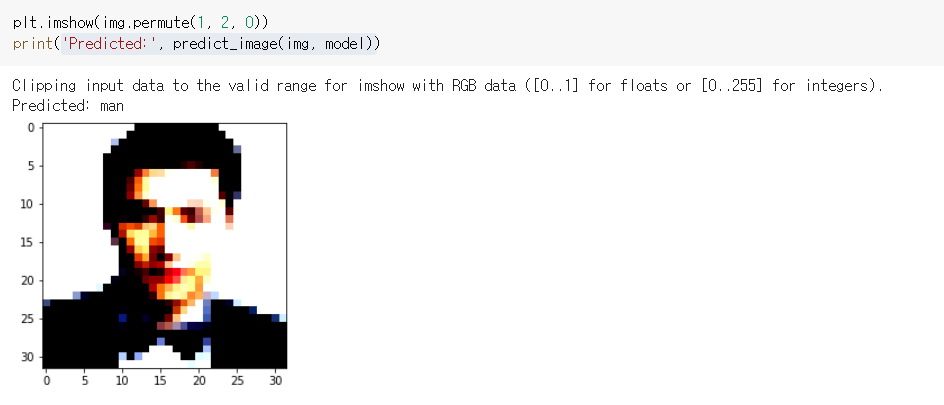 plt.imshow(img.permute(1, 2, 0))
print('Predicted:', predict_image(img, model))
Clipping input data to the valid range for imshow with RGB data ([0..1] for floats or [0..255] for integers).
Predicted: man
0
5
10
15
20
25
30
0 5 10 15 20 25 30